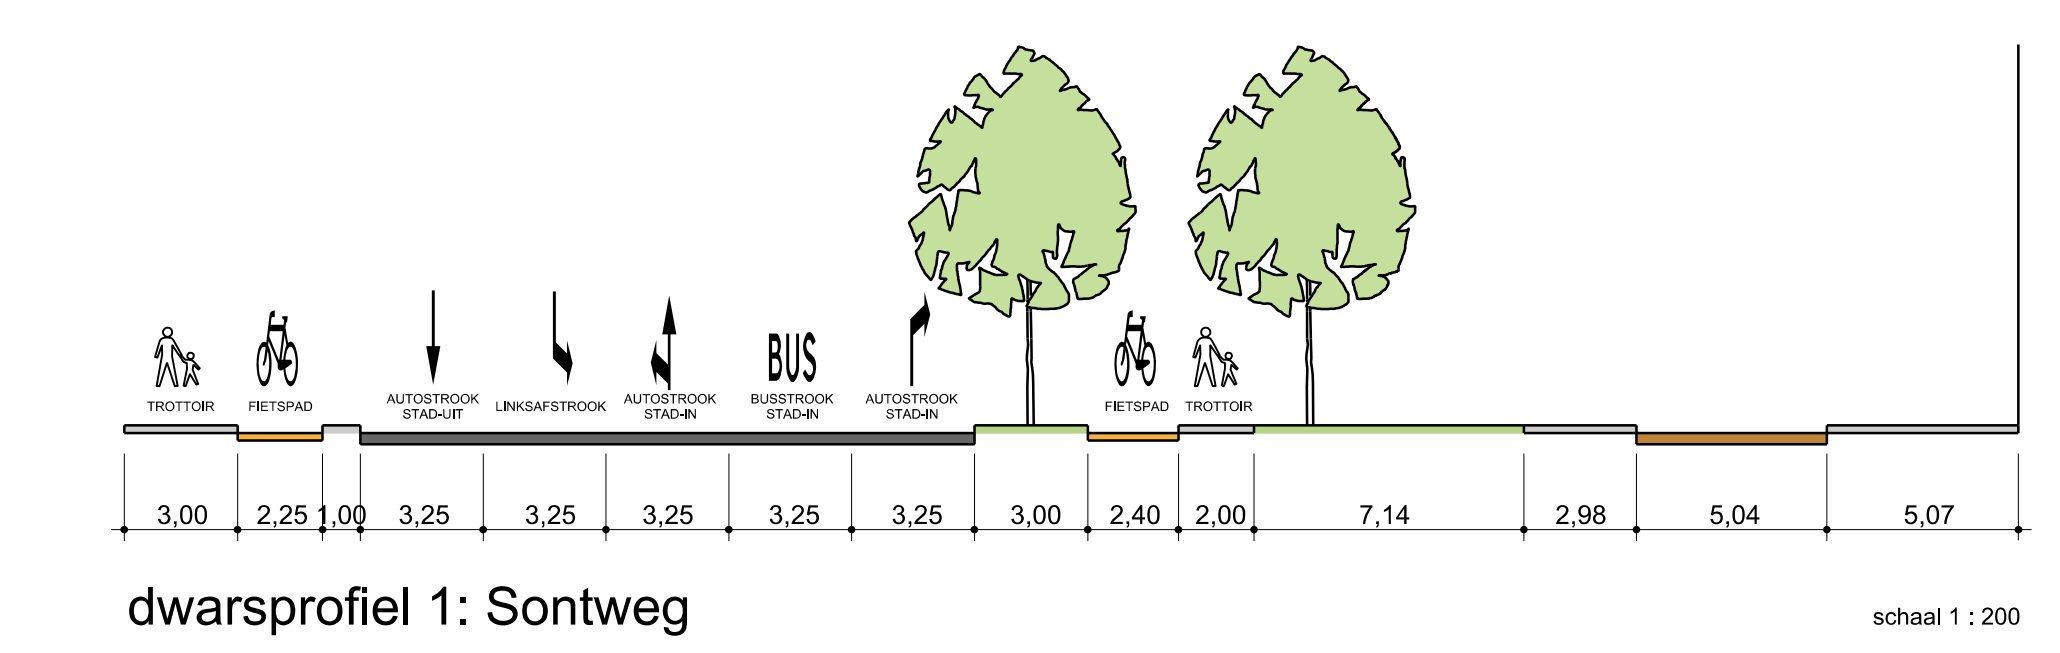 BUS
TROTTOIR
FIETSPAD
AUTOSTROOK
STAD-UIT
LINKSAFSTROOK
AUTOSTROOK
STAD-IN
BUSSTROOK
STAD-IN
AUTOSTROOK
STAD-IN
FIETSPAD
TROTTOIR
3,00 2,25 1,00 3,25 3,25 3,25 3,25 3,25 3,00 2,40 2,00 7,14 2,98 5,04 5,07
dwarsprofiel 1: Sontweg
schaal 1 : 200